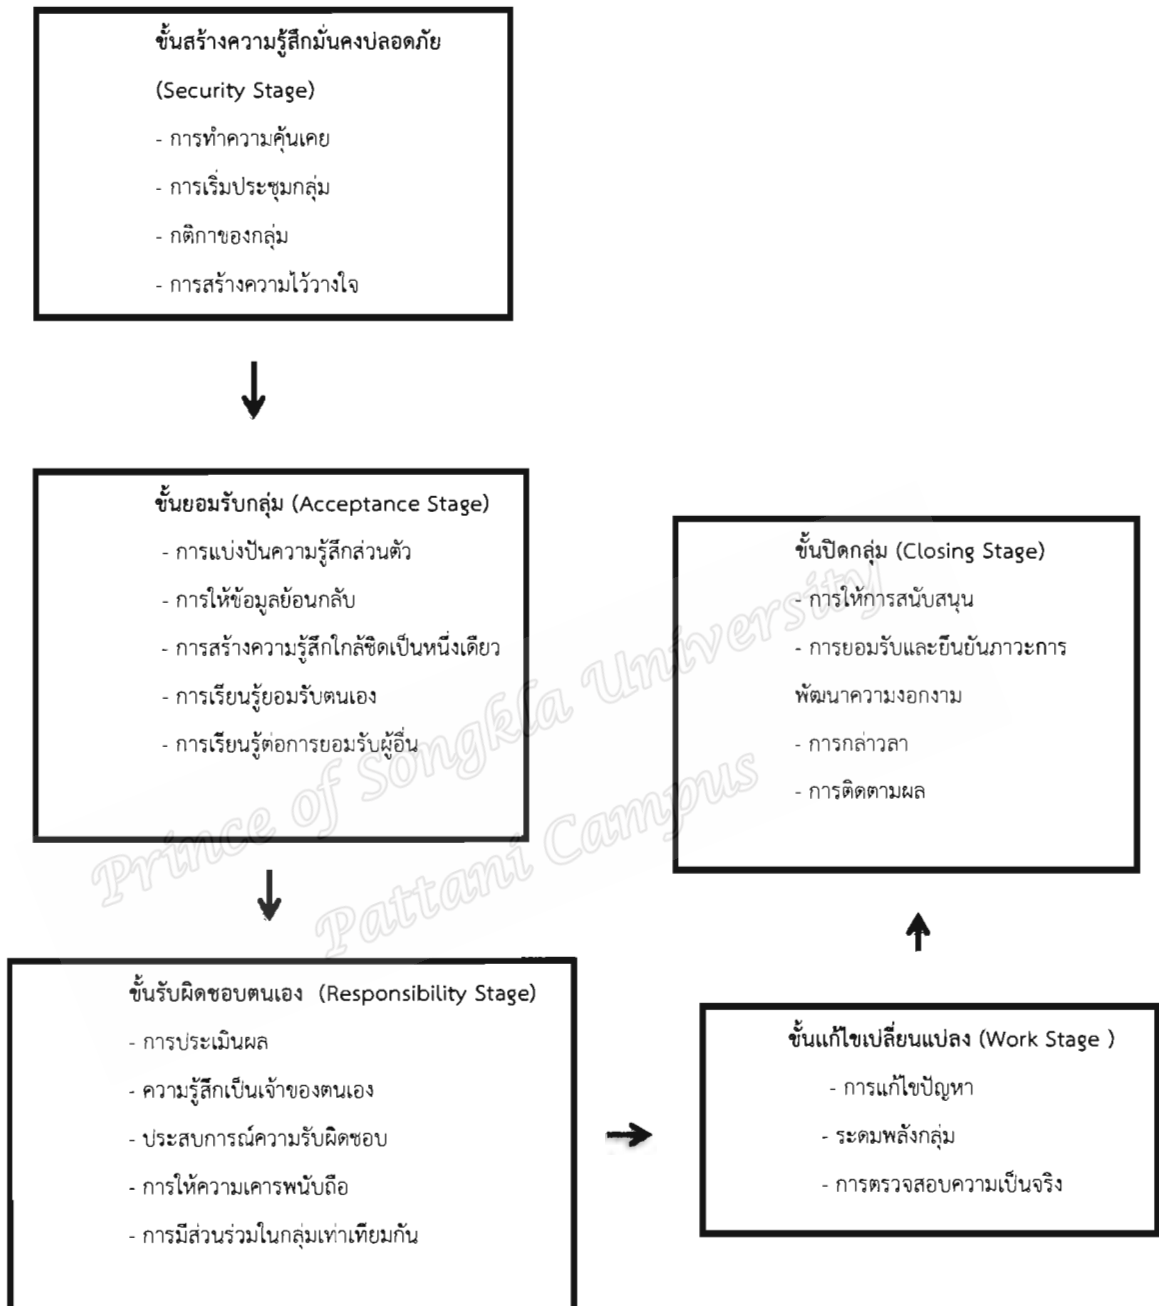 ขั้นสร้างความรู้สึกมั่นคงปลอดภัย
(Security Stage)
- การทำความคุ้นเคย
- การเริ่มประชุมกลุ่ม
- กติกาของกลุ่ม
- การสร้างความไว้วางใจ
ขั้นยอมรับกลุ่ม (Acceptance Stage)
- การแบ่งปันความรู้สึกส่วนตัว
- การให้ข้อมูลย้อนกลับ
- การสร้างความรู้สึกใกล้ชิดเป็นหนึ่งเดียว
- การเรียนรู้ยอมรับตนเอง
- การเรียนรู้ต่อการยอมรับผู้อื่น
ขั้นรับผิดชอบตนเอง (Responsibility Stage)
- การประเมินผล
- ความรู้สึกเป็นเจ้าของตนเอง
- ประสบการณ์ความรับผิดชอบ
- การให้ความเคารพนับถือ
- การมีส่วนร่วมในกลุ่มเท่าเทียมกัน
ขั้นแก้ไขเปลี่ยนแปลง (Work Stage )
- การแก้ไขปัญหา
- ระดมพลังกลุ่ม
- การตรวจสอบความเป็นจริง
ขั้นปิดกลุ่ม (Closing Stage)
- การให้การสนับสนุน
- การยอมรับและยืนยันภาวะการ
พัฒนาความงอกงาม
- การกล่าวลา
- การติดตามผล
Prince of Songkla University
Pattani Campus